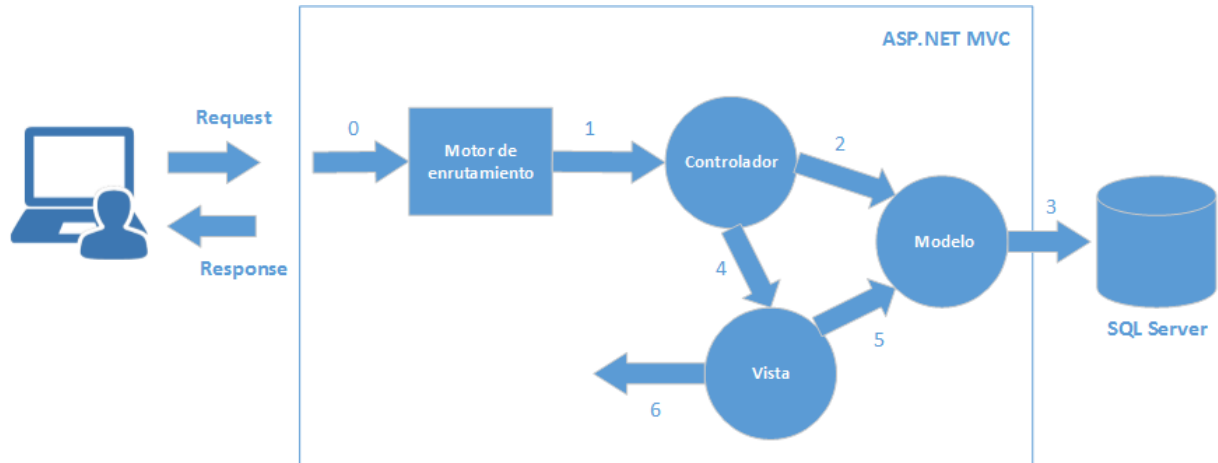 ASP.NET MVC
Request
0
1
2
3
Motor de
enrutamiento
Controlador
Modelo
Response
4
5
SQL Server
Vista
6